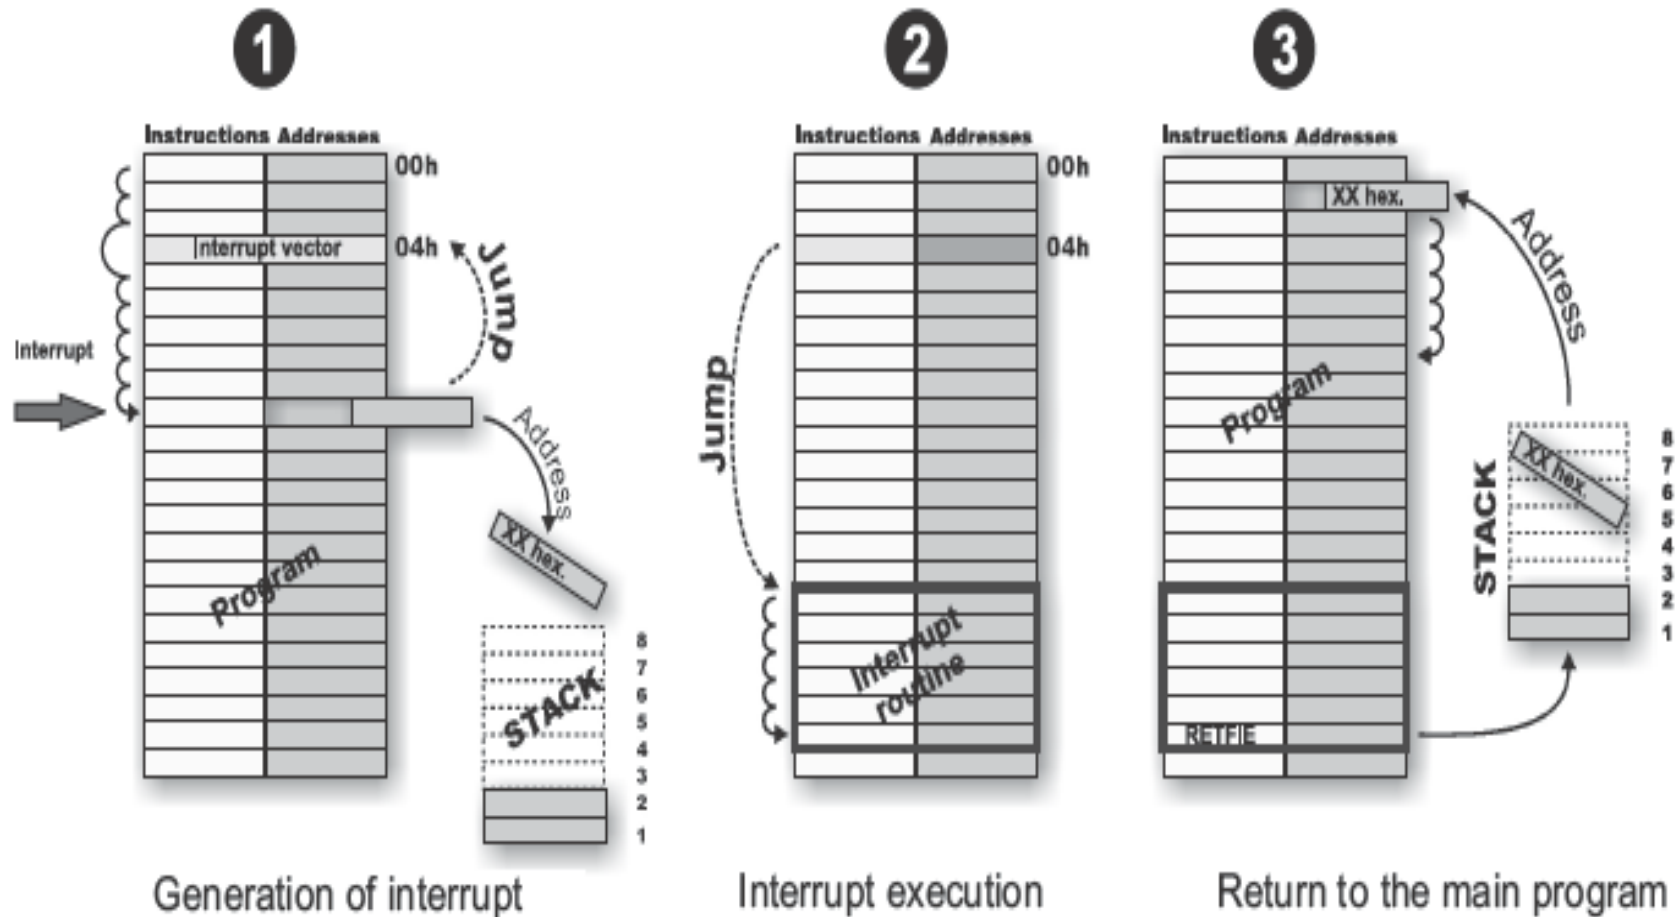 1
Instructions Addresses
00h
Interrupt vector
04h
Jump
Interrupt
Address
XX hex.
Program
STACK
8
7
6
5
4
3
2
1
Generation of interrupt
2
Instructions Addresses
00h
04h
Jump
Interrupt
routine
Interrupt execution
3
Instructions Addresses
XX hex.
Address
Program
STACK
XX hex.
8
7
6
5
4
3
2
1
RETFIE
Return to the main program